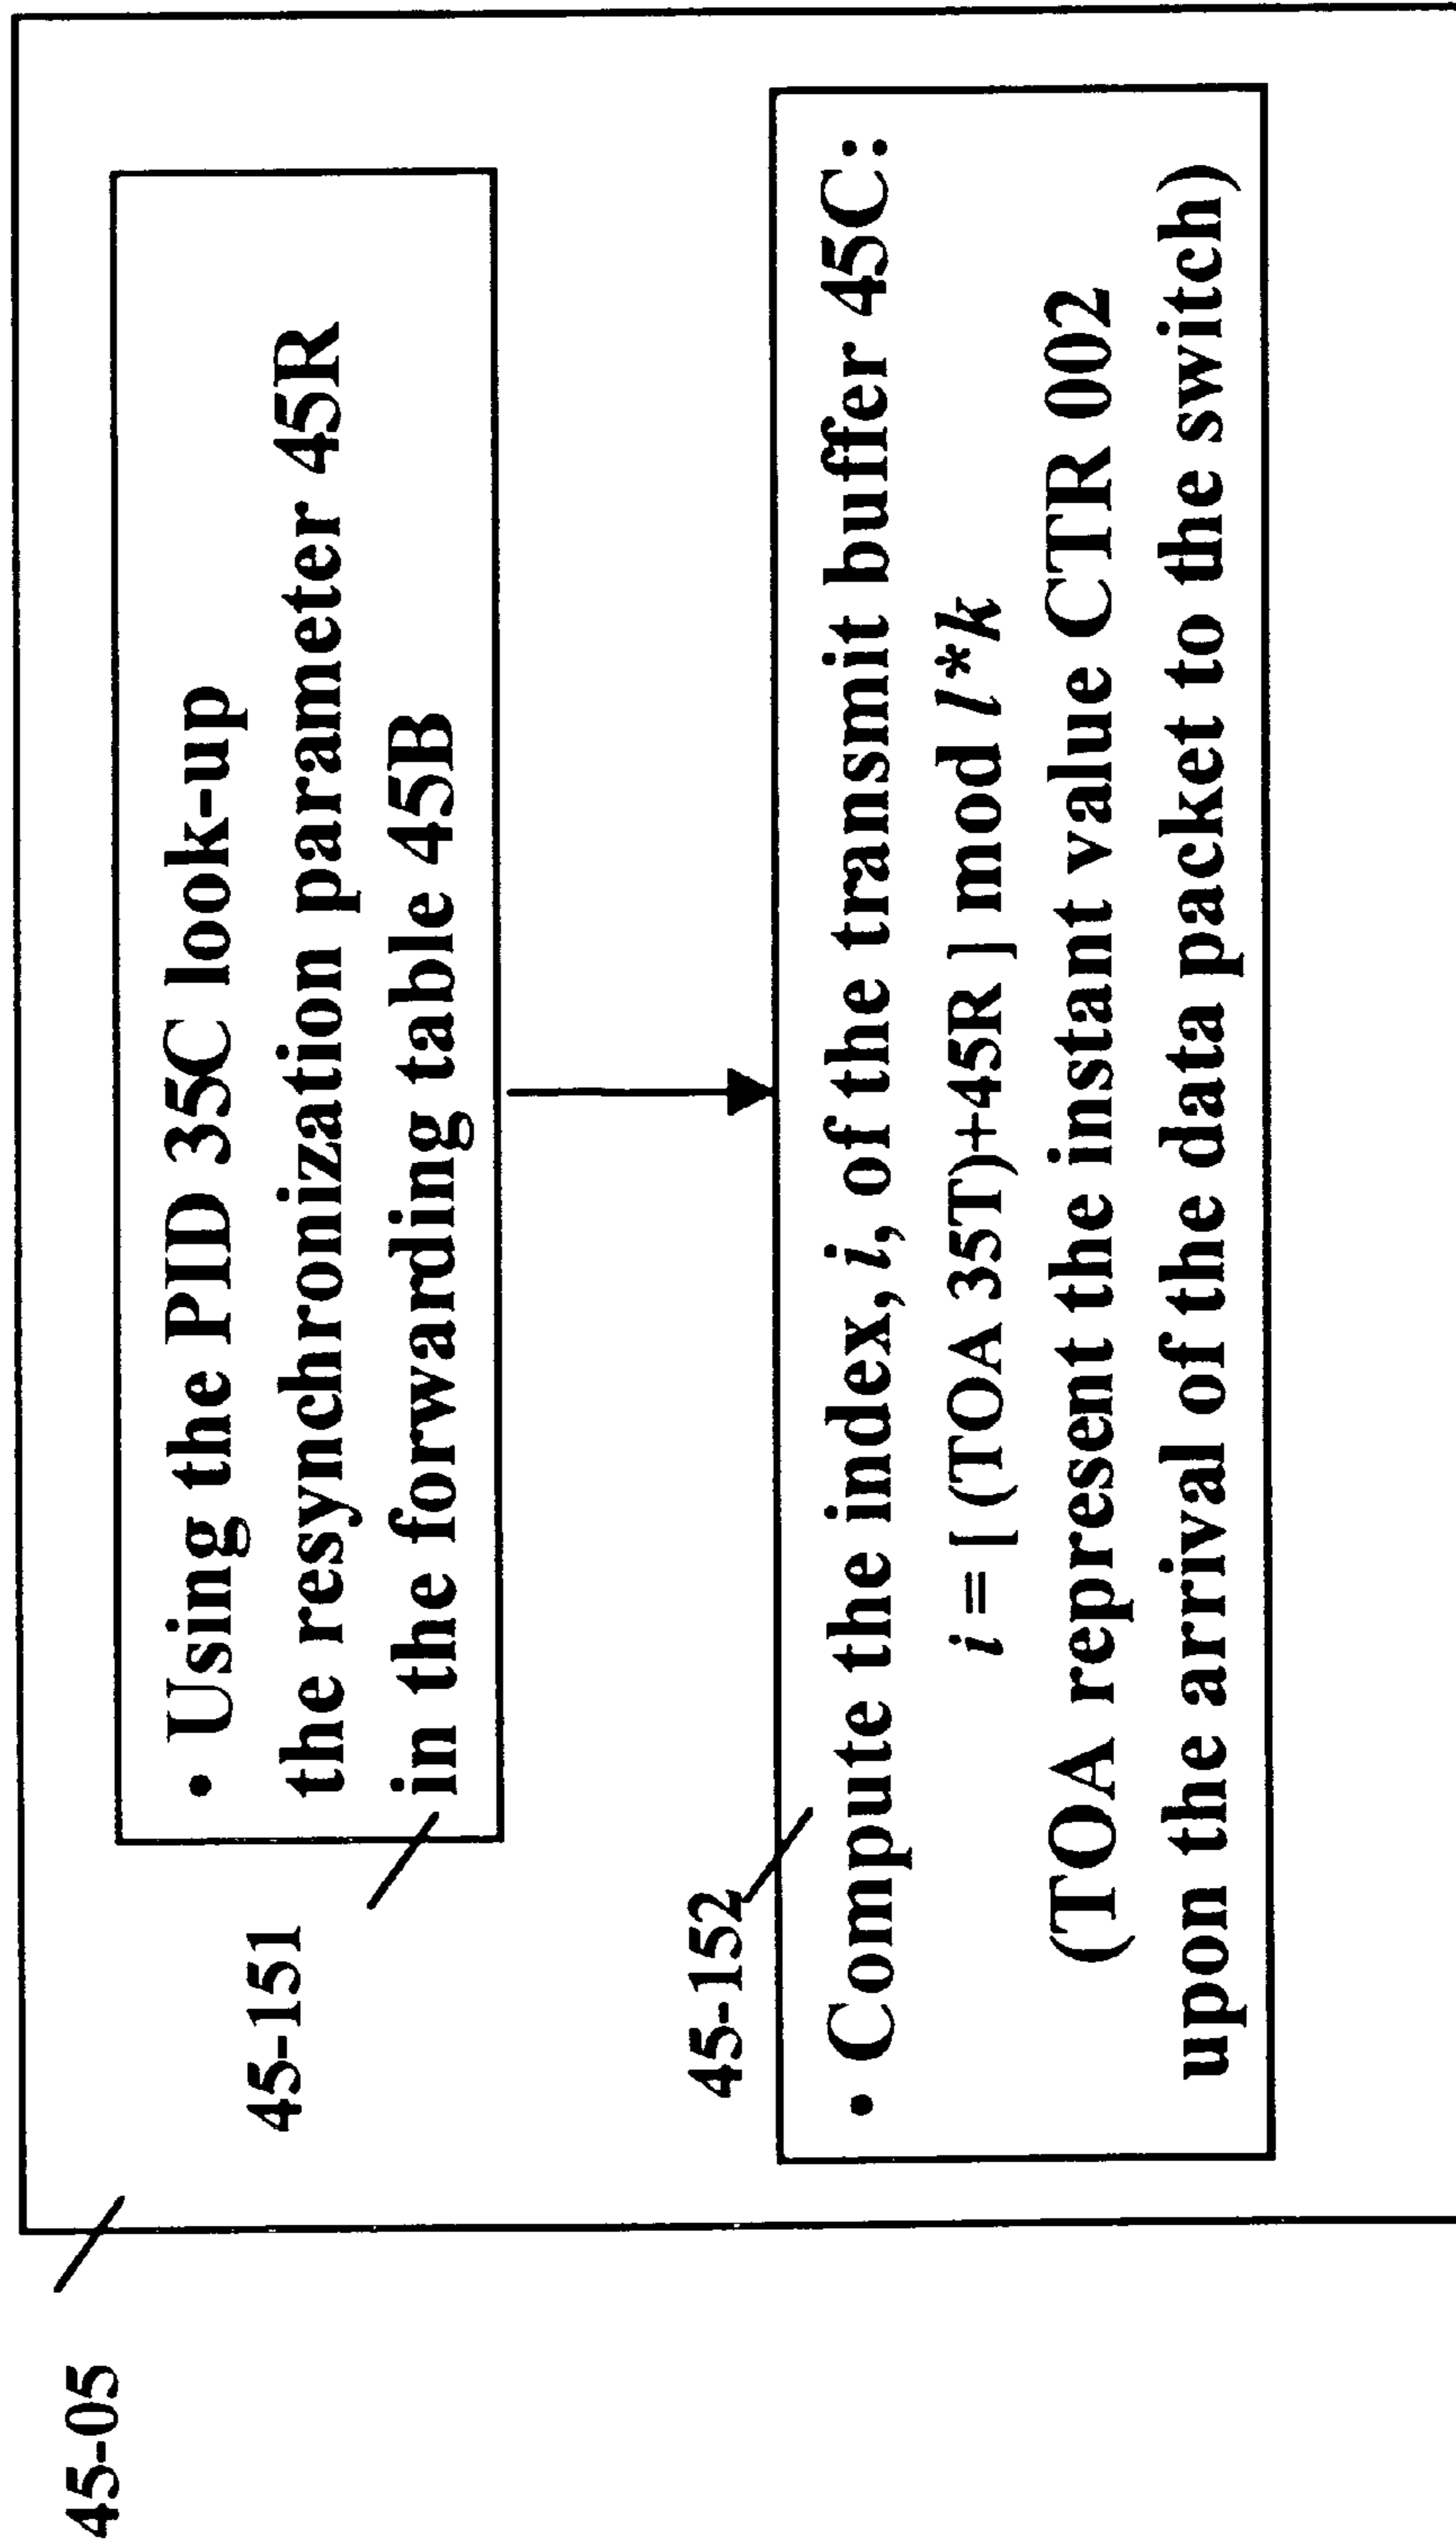 45-05
45-151
• Using the PID 35C look-up
the resynchronization parameter 45R
in the forwarding table 45B
45-152
• Compute the index, i, of the transmit buffer 45C:
i = [ (TOA 35T)+45R ] mod l*k
(TOA represent the instant value CTR 002
upon the arrival of the data packet to the switch)